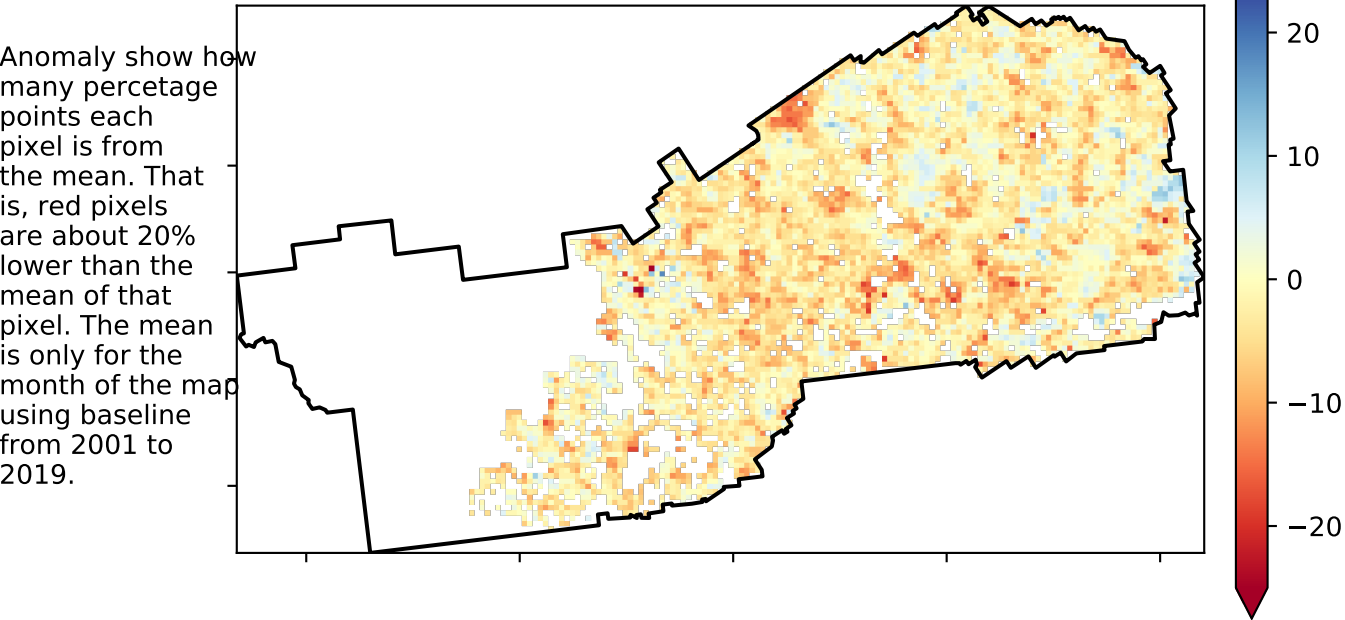 Anomaly show how
many percetage
points each
pixel is from
the mean. That
is, red pixels
are about 20%
lower than the
mean of that
pixel. The mean
is only for the
month of the map
using baseline
from 2001 to
2019.
20
10
0
−10
−20